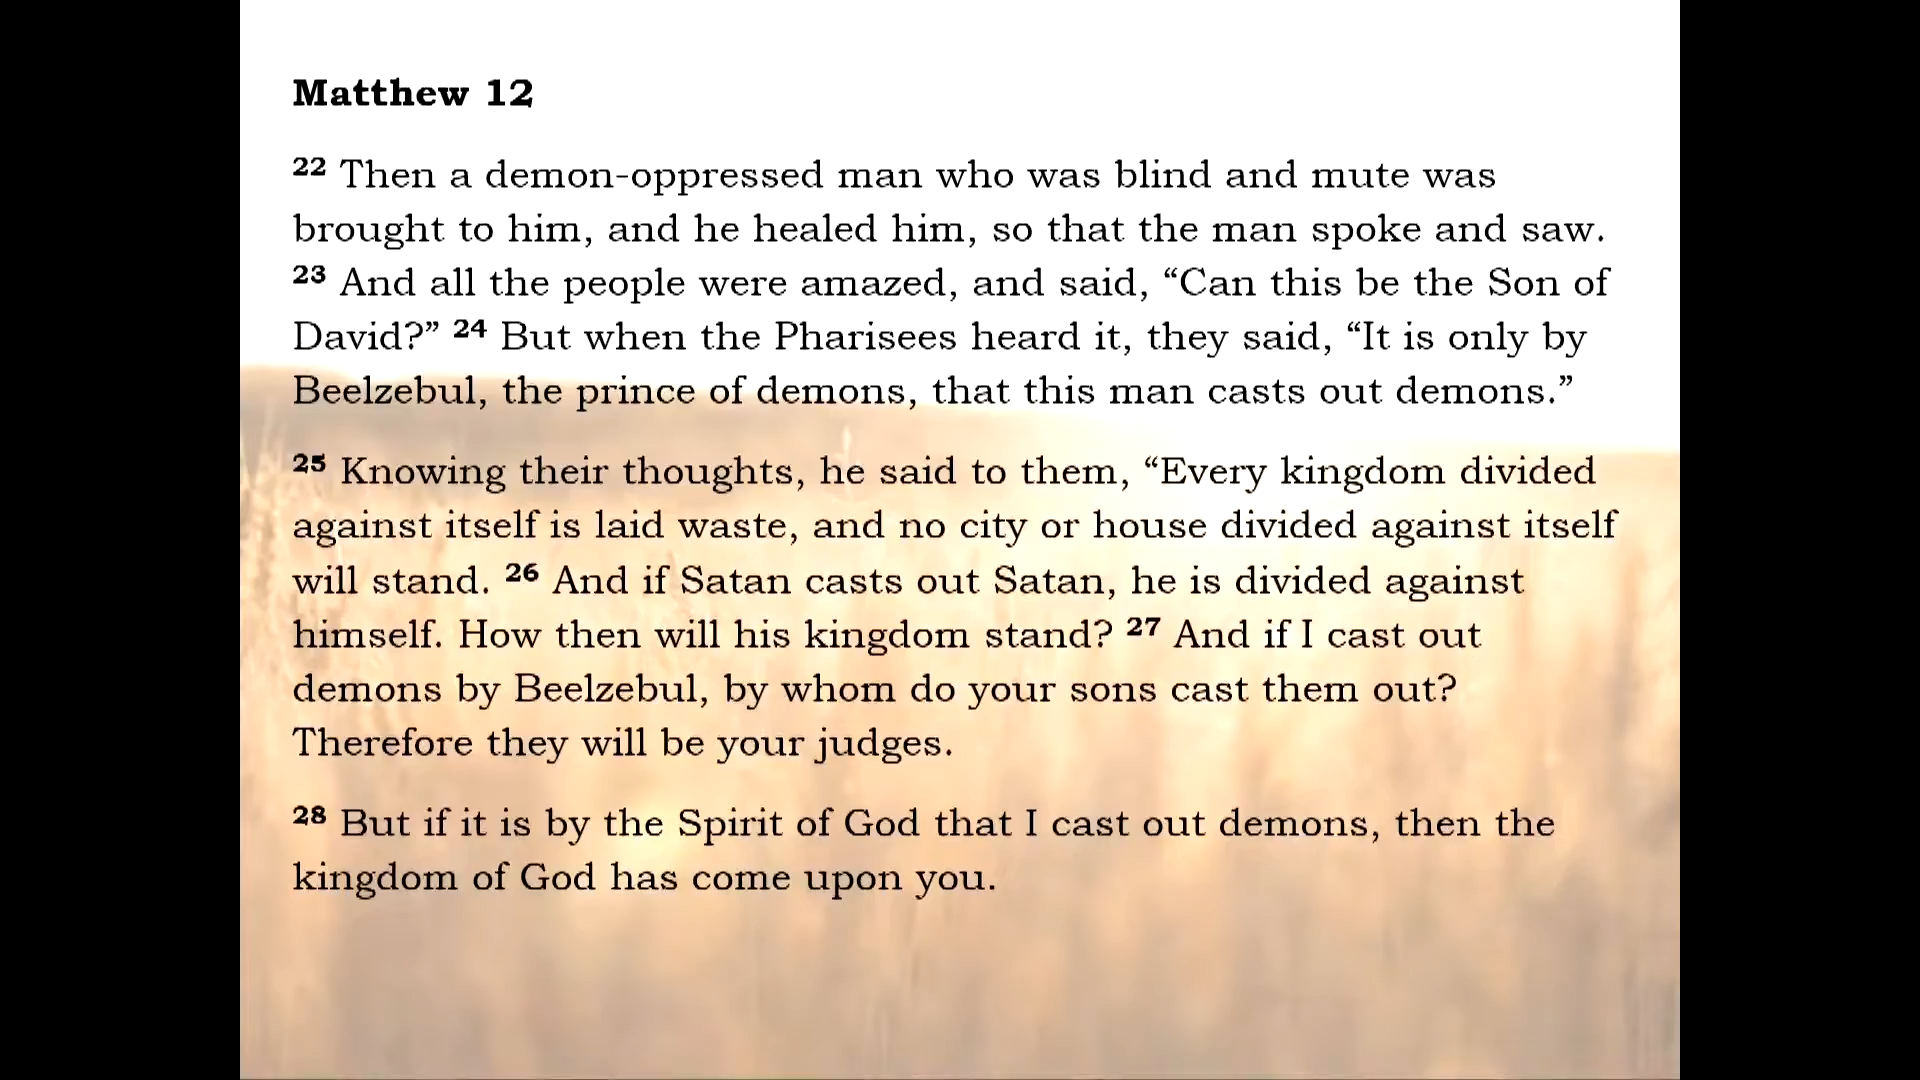 Matthew 12
22 Then a demon-oppressed man who was blind and mute was
brought to him, and he healed him, so that the man spoke and saw.
23 And all the people were amazed, and said, “Can this be the Son of
David?” 24 But when the Pharisees heard it, they said, “It is only by
Beelzebul, the prince of demons, that this man casts out demons.”
25 Knowing their thoughts, he said to them, “Every kingdom divided
against itself is laid waste, and no city or house divided against itself
will stand. 26 And if Satan casts out Satan, he is divided against
himself. How then will his kingdom stand? 27 And if I cast out
demons by Beelzebul, by whom do your sons cast them out?
Therefore they will be your judges.
28 But if it is by the Spirit of God that I cast out demons, then the
kingdom of God has come upon you.